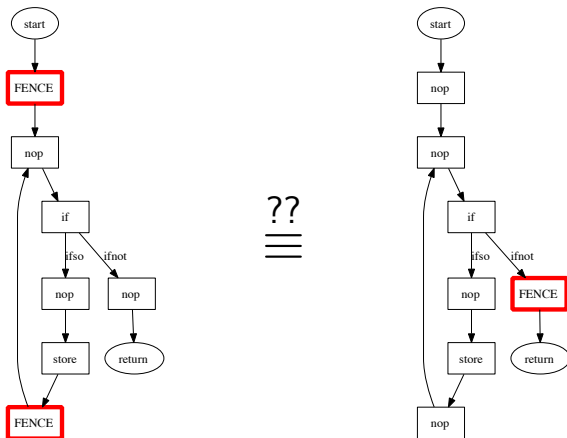 start
FENCE
nop
if
ifso
ifnot
nop
nop
store
return
FENCE
??
≡
start
nop
nop
if
ifso
ifnot
nop
FENCE
store
return
nop